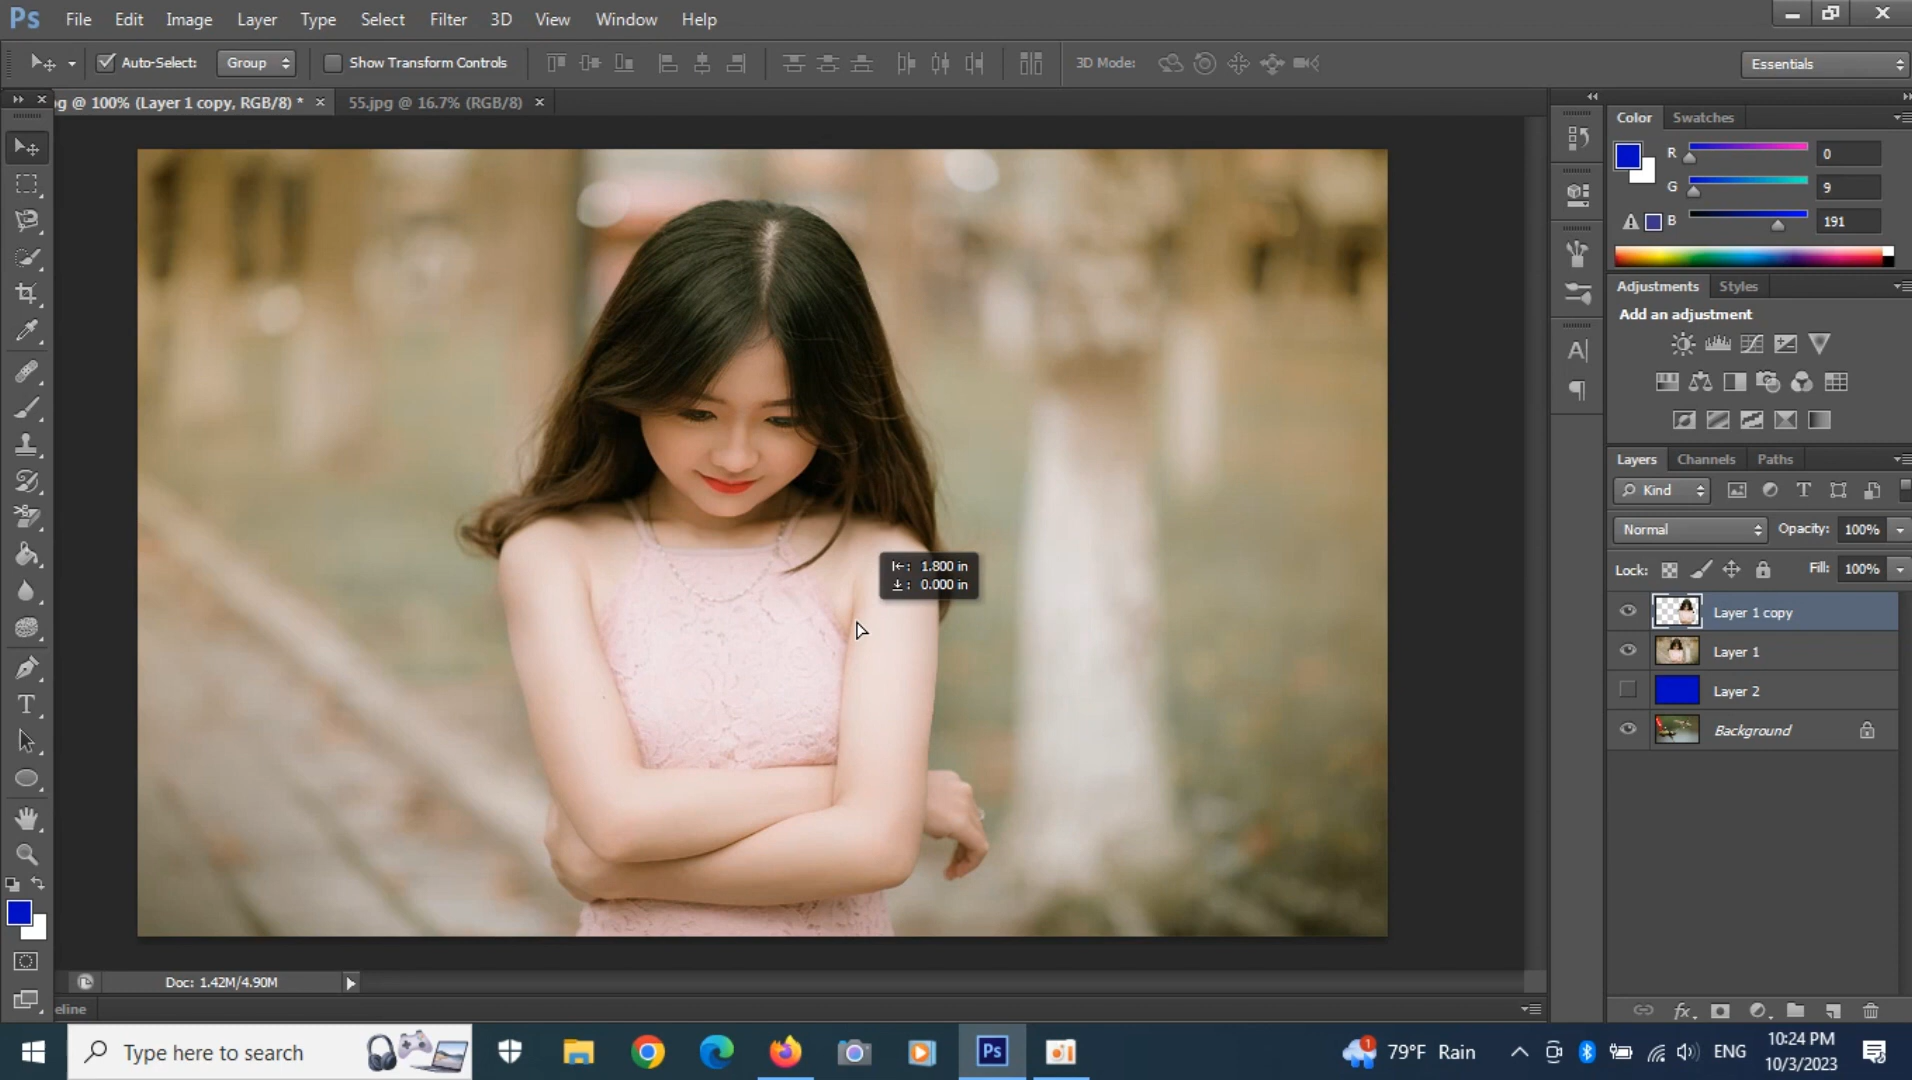 Ps File Edit Image Layer Type Select Filter 3D View Window Help
Auto-Select: Group Show Transform Controls 3D Mode: Essentials
g @ 100% (Layer 1 copy, RGB/8) * × 55.jpg @ 16.7% (RGB/8) ×
Color Swatches
R 0
G 9
B 191
Adjustments Styles
Add an adjustment
Layers Channels Paths
Kind
Normal Opacity: 100%
Lock: Fill: 100%
1.800 in
0.000 in
Layer 1 copy
Layer 1
Layer 2
Background
Doc: 1.42M/4.90M
eline
Type here to search
Ps
1 79°F Rain
ENG
10:24 PM
10/3/2023